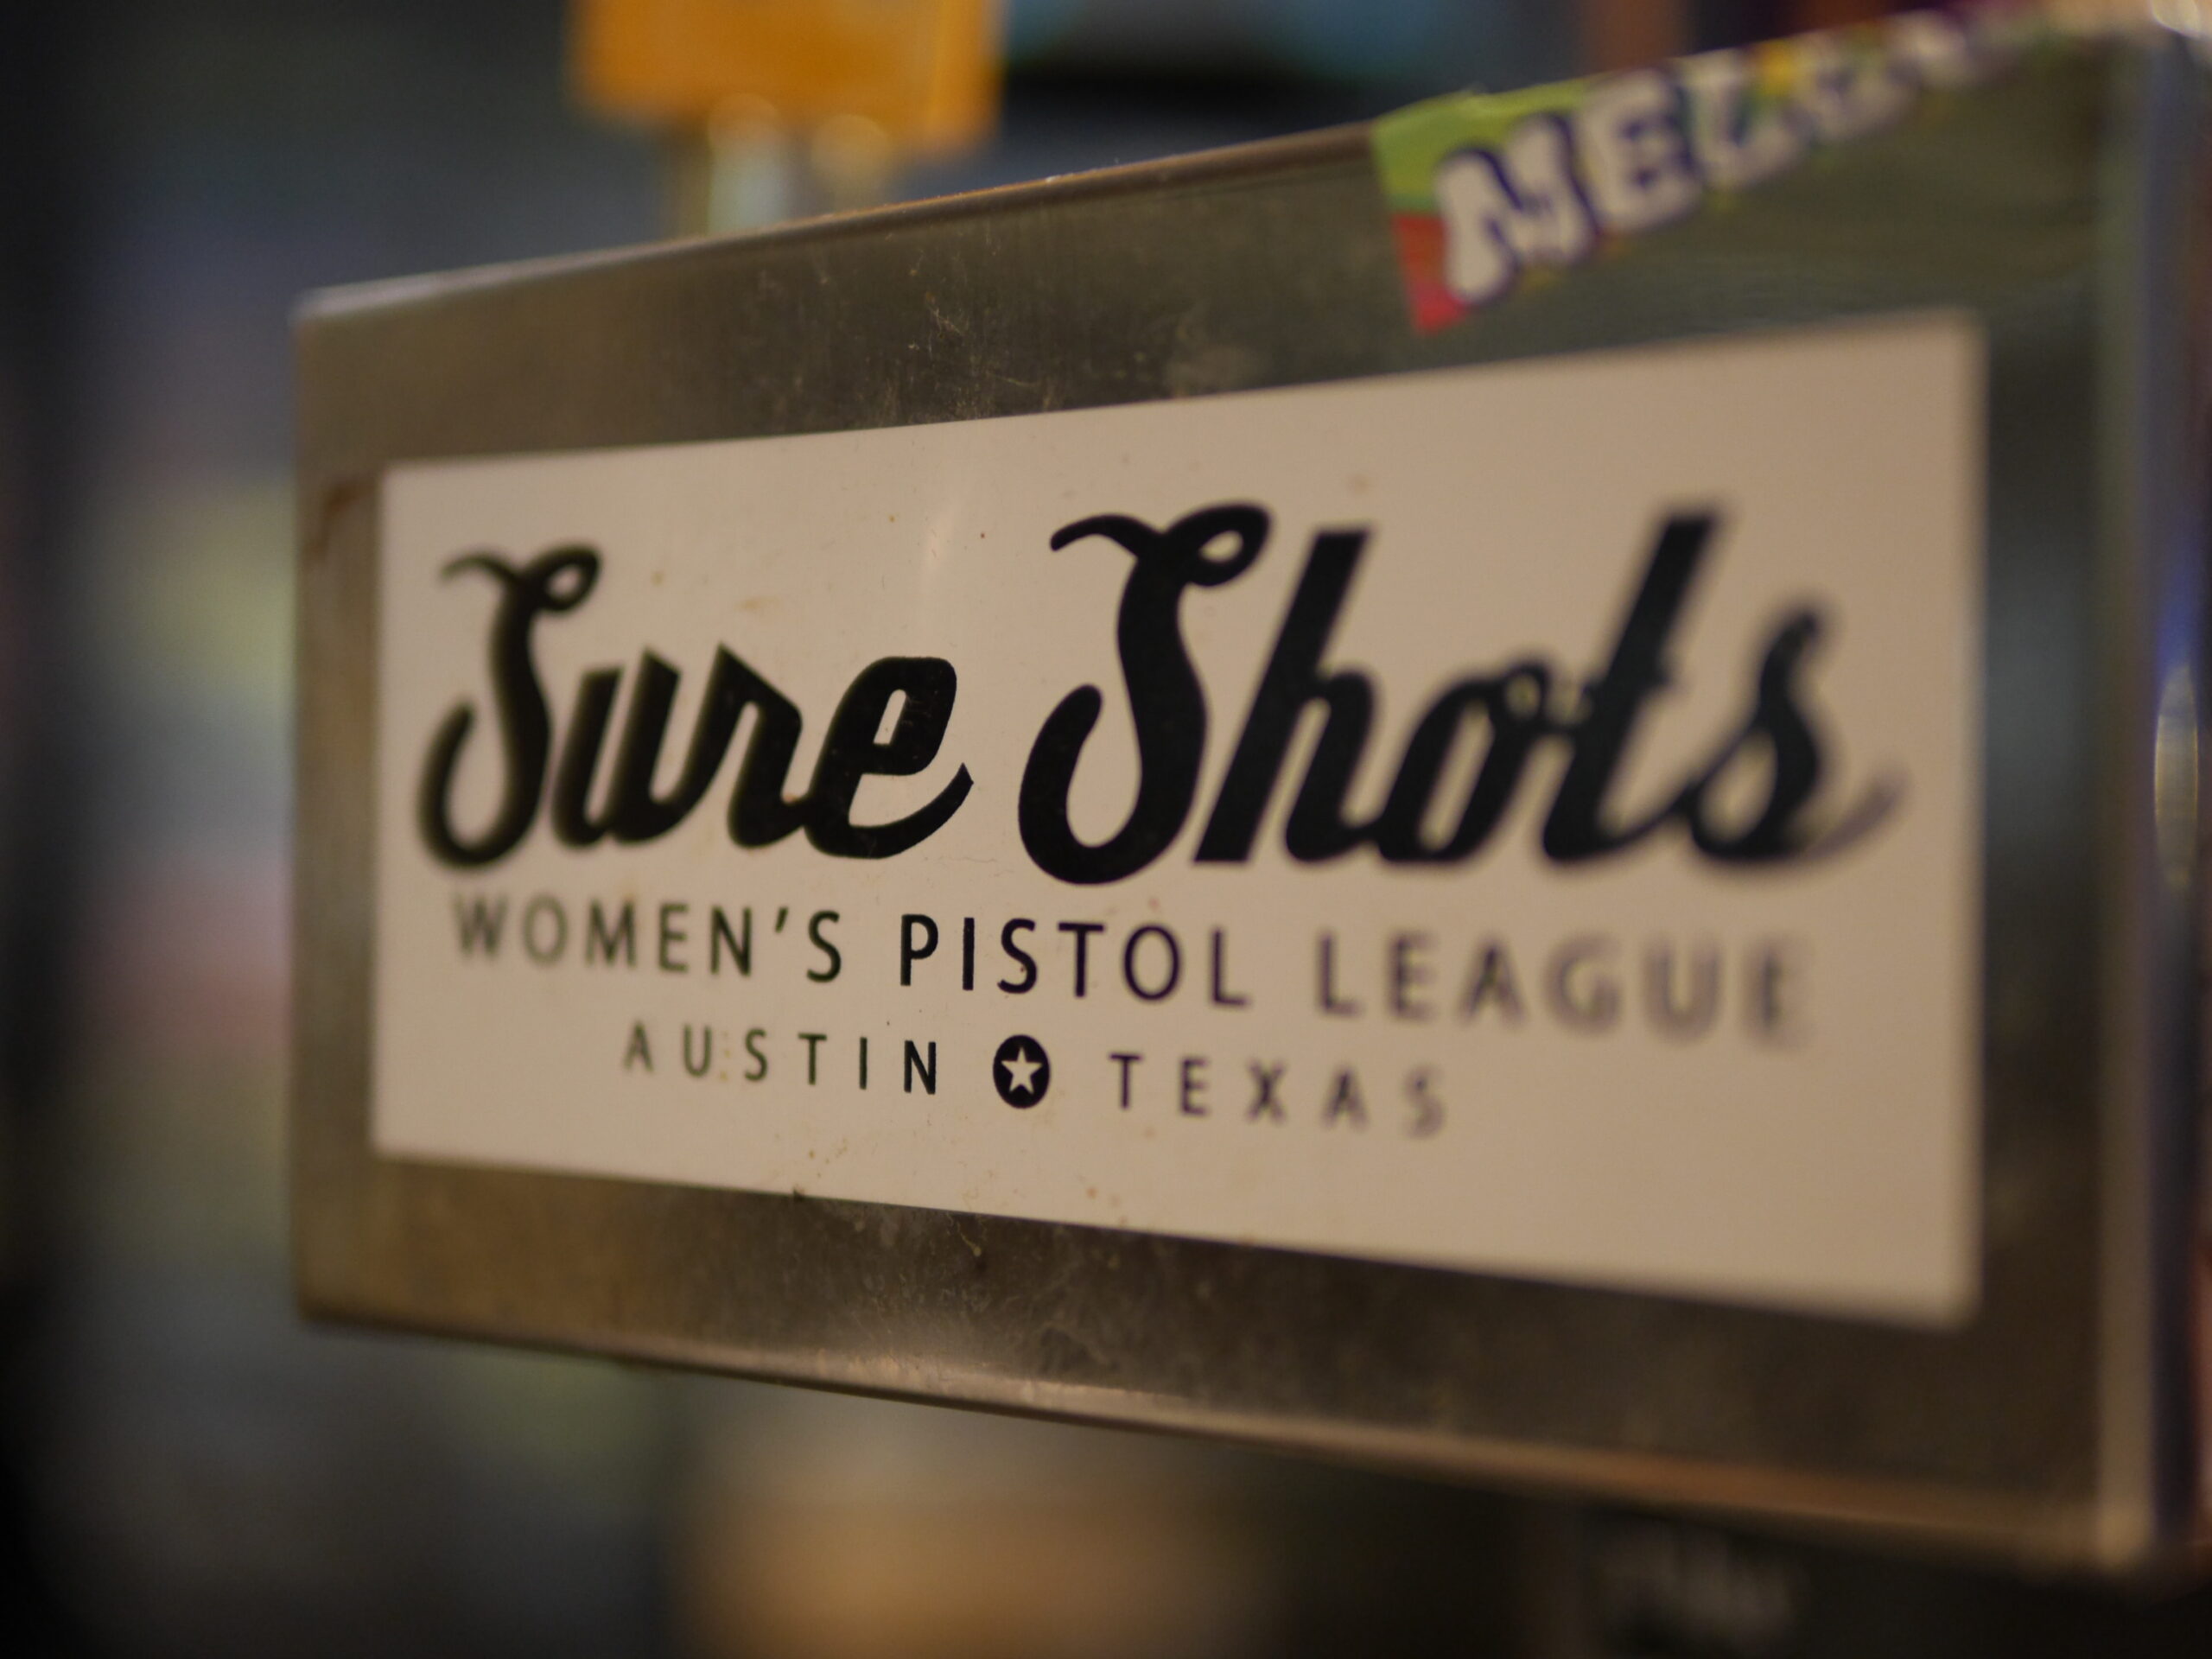 Sure Shots
WOMEN'S PISTOL LEAGUE
AUSTIN TEXAS